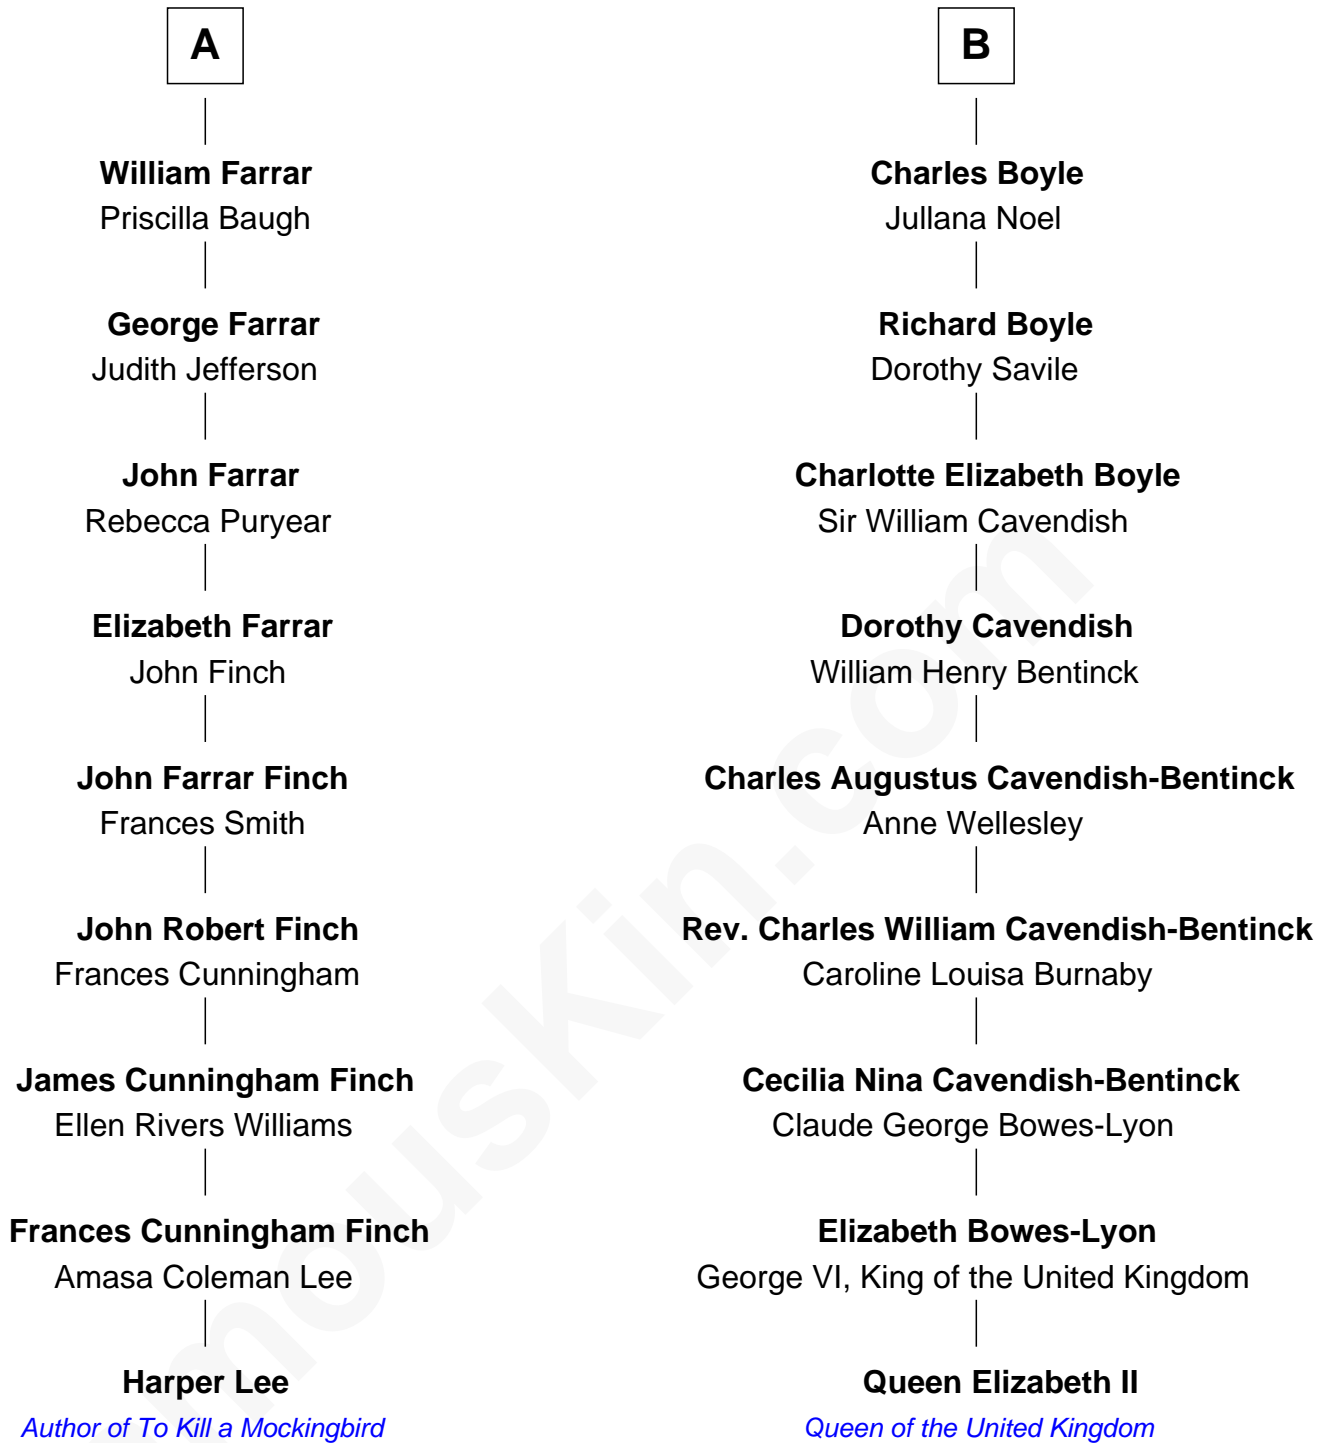 A
William Farrar
Priscilla Baugh
George Farrar
Judith Jefferson
John Farrar
Rebecca Puryear
Elizabeth Farrar
John Finch
John Farrar Finch
Frances Smith
John Robert Finch
Frances Cunningham
James Cunningham Finch
Ellen Rivers Williams
Frances Cunningham Finch
Amasa Coleman Lee
Harper Lee
Author of To Kill a Mockingbird
B
Charles Boyle
Jullana Noel
Richard Boyle
Dorothy Savile
Charlotte Elizabeth Boyle
Sir William Cavendish
Dorothy Cavendish
William Henry Bentinck
Charles Augustus Cavendish-Bentinck
Anne Wellesley
Rev. Charles William Cavendish-Bentinck
Caroline Louisa Burnaby
Cecilia Nina Cavendish-Bentinck
Claude George Bowes-Lyon
Elizabeth Bowes-Lyon
George VI, King of the United Kingdom
Queen Elizabeth II
Queen of the United Kingdom
mouskin.com